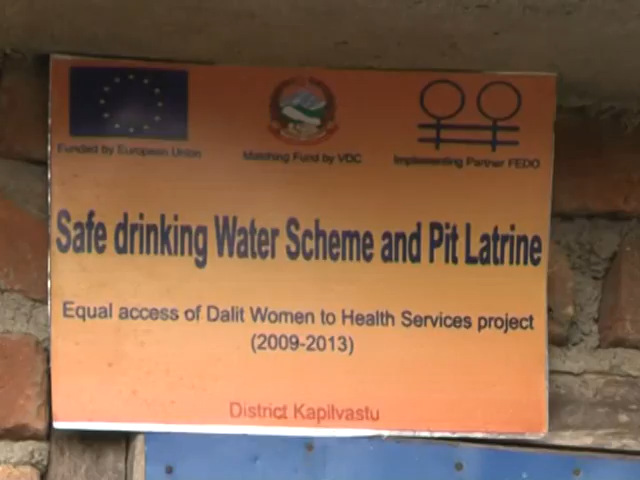 Funded by European Union
Matching Fund by VDC
Implementing Partner FEDO
Safe drinking Water Scheme and Pit Latrine
Equal access of Dalit Women to Health Services project
(2009-2013)
District Kapilvastu